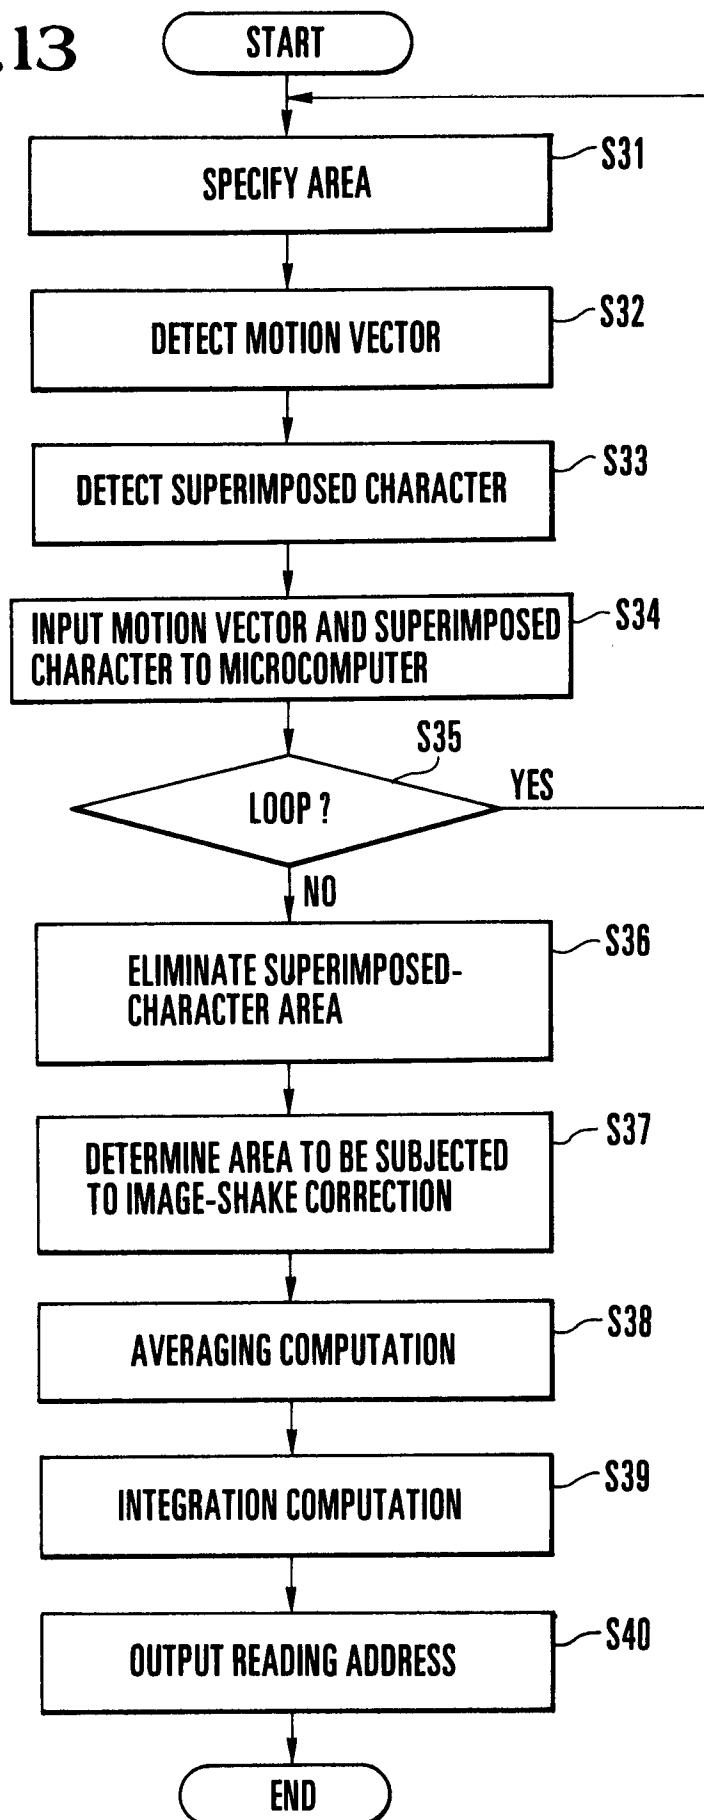 .13
START
SPECIFY AREA
S31
DETECT MOTION VECTOR
S32
DETECT SUPERIMPOSED CHARACTER
S33
INPUT MOTION VECTOR AND SUPERIMPOSED
CHARACTER TO MICROCOMPUTER
S34
S35
LOOP ?
YES
NO
ELIMINATE SUPERIMPOSED-
CHARACTER AREA
S36
DETERMINE AREA TO BE SUBJECTED
TO IMAGE-SHAKE CORRECTION
S37
AVERAGING COMPUTATION
S38
INTEGRATION COMPUTATION
S39
OUTPUT READING ADDRESS
S40
END